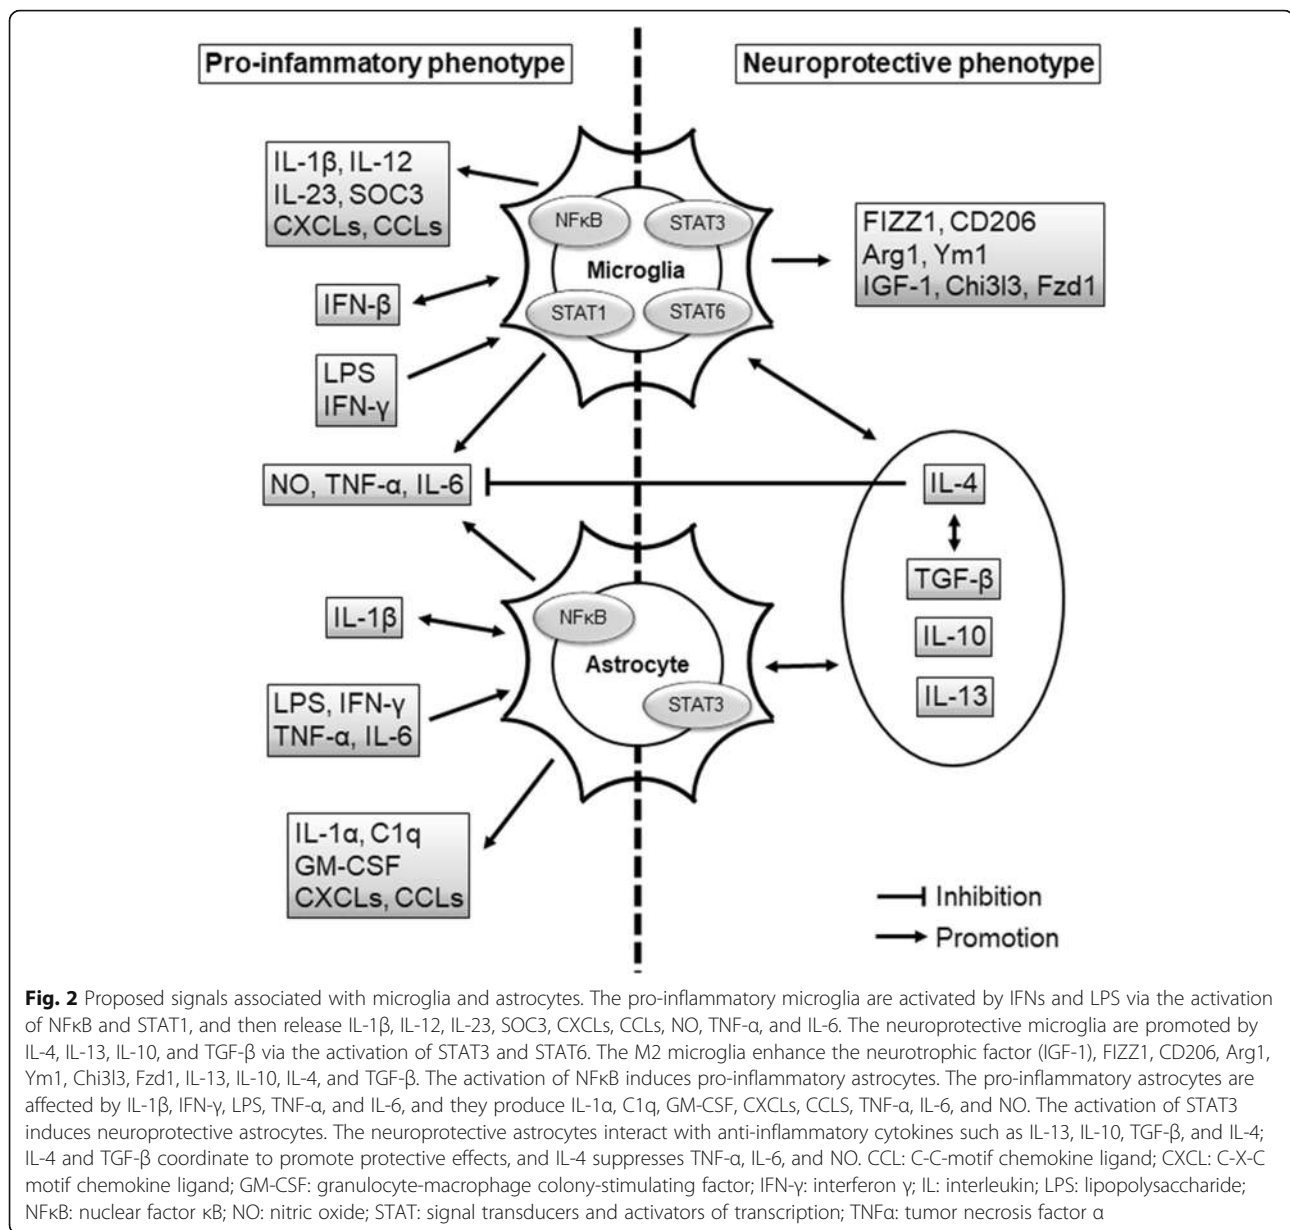 Pro-infammatory phenotype
Neuroprotective phenotype
IL-1β, IL-12
IL-23, SOC3
CXCLs, CCLs
NFκB
STAT3
Microglia
STAT1
STAT6
FIZZ1, CD206
Arg1, Ym1
IGF-1, Chi3l3, Fzd1
IFN-β
LPS
IFN-γ
NO, TNF-α, IL-6
IL-4
TGF-β
IL-10
IL-13
NFκB
Astrocyte
STAT3
IL-1β
LPS, IFN-γ
TNF-α, IL-6
IL-1α, C1q
GM-CSF
CXCLs, CCLs
Inhibition
Promotion
Fig. 2 Proposed signals associated with microglia and astrocytes. The pro-inflammatory microglia are activated by IFNs and LPS via the activation
of NFκB and STAT1, and then release IL-1β, IL-12, IL-23, SOC3, CXCLs, CCLs, NO, TNF-α, and IL-6. The neuroprotective microglia are promoted by
IL-4, IL-13, IL-10, and TGF-β via the activation of STAT3 and STAT6. The M2 microglia enhance the neurotrophic factor (IGF-1), FIZZ1, CD206, Arg1,
Ym1, Chi3l3, Fzd1, IL-13, IL-10, IL-4, and TGF-β. The activation of NFκB induces pro-inflammatory astrocytes. The pro-inflammatory astrocytes are
affected by IL-1β, IFN-γ, LPS, TNF-α, and IL-6, and they produce IL-1α, C1q, GM-CSF, CXCLs, CCLS, TNF-α, IL-6, and NO. The activation of STAT3
induces neuroprotective astrocytes. The neuroprotective astrocytes interact with anti-inflammatory cytokines such as IL-13, IL-10, TGF-β, and IL-4;
IL-4 and TGF-β coordinate to promote protective effects, and IL-4 suppresses TNF-α, IL-6, and NO. CCL: C-C-motif chemokine ligand; CXCL: C-X-C
motif chemokine ligand; GM-CSF: granulocyte-macrophage colony-stimulating factor; IFN-γ: interferon γ; IL: interleukin; LPS: lipopolysaccharide;
NFκB: nuclear factor κB; NO: nitric oxide; STAT: signal transducers and activators of transcription; TNFα: tumor necrosis factor α